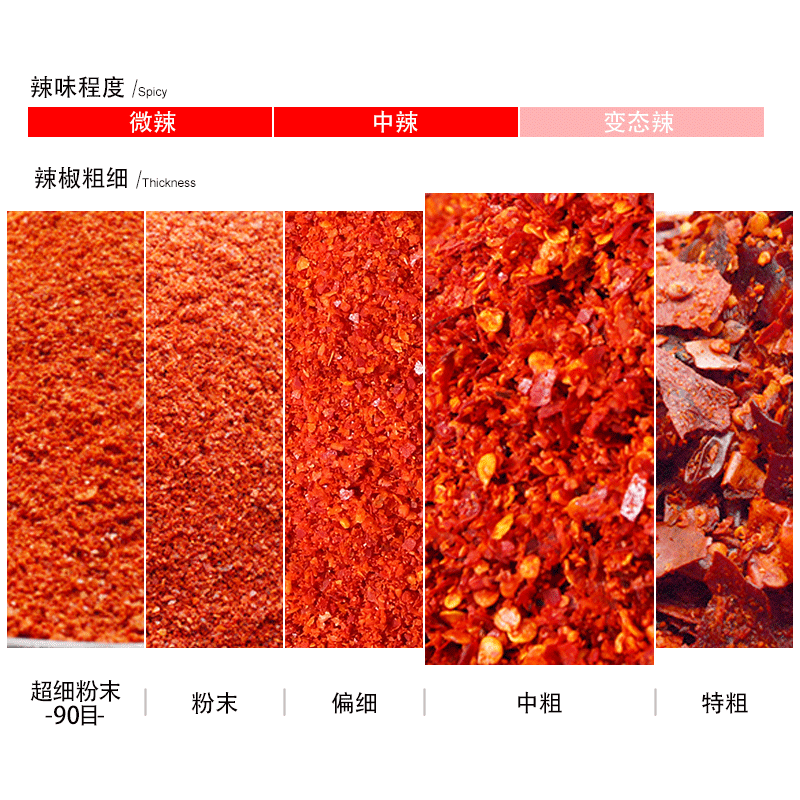 辣味程度 /Spicy
微辣 中辣 变态辣
辣椒粗细 /Thickness
超细粉末 | 粉末 | 偏细 | 中粗 | 特粗
-90目-